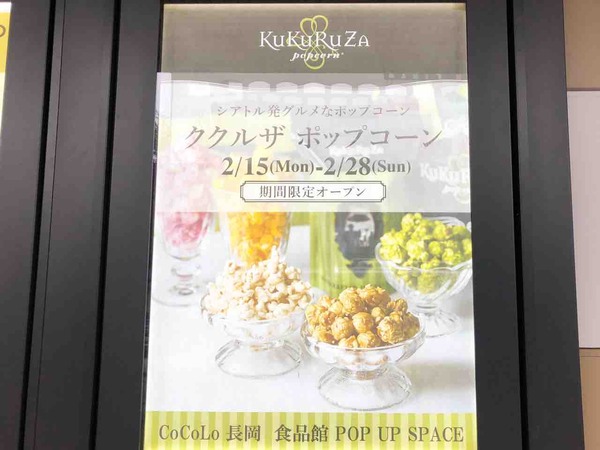 KuKuRuZa
popcorn
シアトル発グルメなポップコーン
ククルザ ポップコーン
2/15(Mon)-2/28(Sun)
期間限定オープン
KuKuRuZa
CoCoLo 長岡 食品館 POP UP SPACE